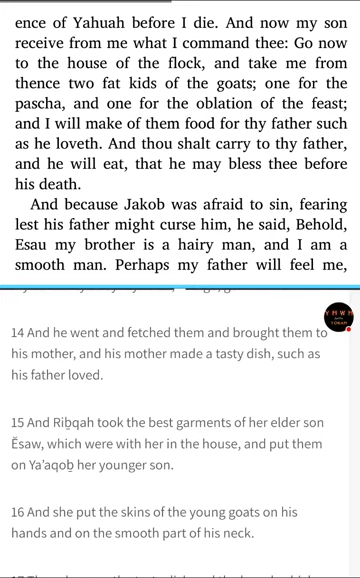 ence of Yahuah before I die. And now my son
receive from me what I command thee: Go now
to the house of the flock, and take me from
thence two fat kids of the goats; one for the
pascha, and one for the oblation of the feast;
and I will make of them food for thy father such
as he loveth. And thou shalt carry to thy father,
and he will eat, that he may bless thee before
his death.
And because Jakob was afraid to sin, fearing
lest his father might curse him, he said, Behold,
Esau my brother is a hairy man, and I am a
smooth man. Perhaps my father will feel me,
14 And he went and fetched them and brought them to
his mother, and his mother made a tasty dish, such as
his father loved.
15 And Riḇqah took the best garments of her elder son
Ěsaw, which were with her in the house, and put them
on Ya’aqoḇ her younger son.
16 And she put the skins of the young goats on his
hands and on the smooth part of his neck.